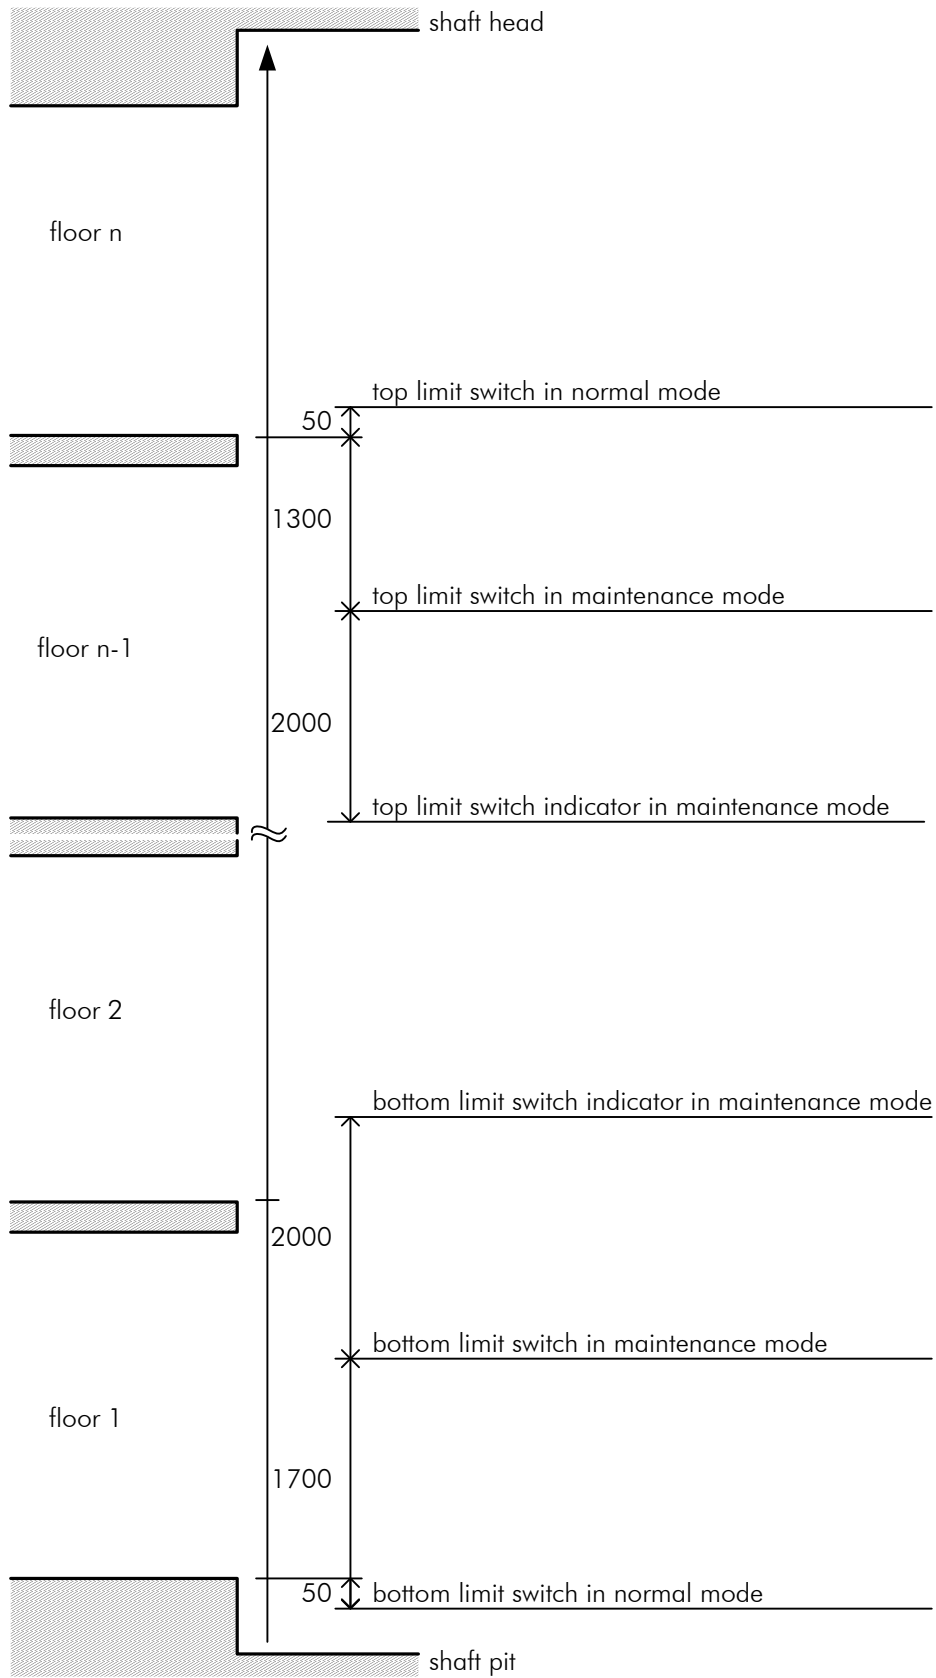 shaft head
floor n
top limit switch in normal mode
50
1300
top limit switch in maintenance mode
floor n-1
2000
top limit switch indicator in maintenance mode
floor 2
bottom limit switch indicator in maintenance mode
2000
bottom limit switch in maintenance mode
floor 1
1700
50
bottom limit switch in normal mode
shaft pit